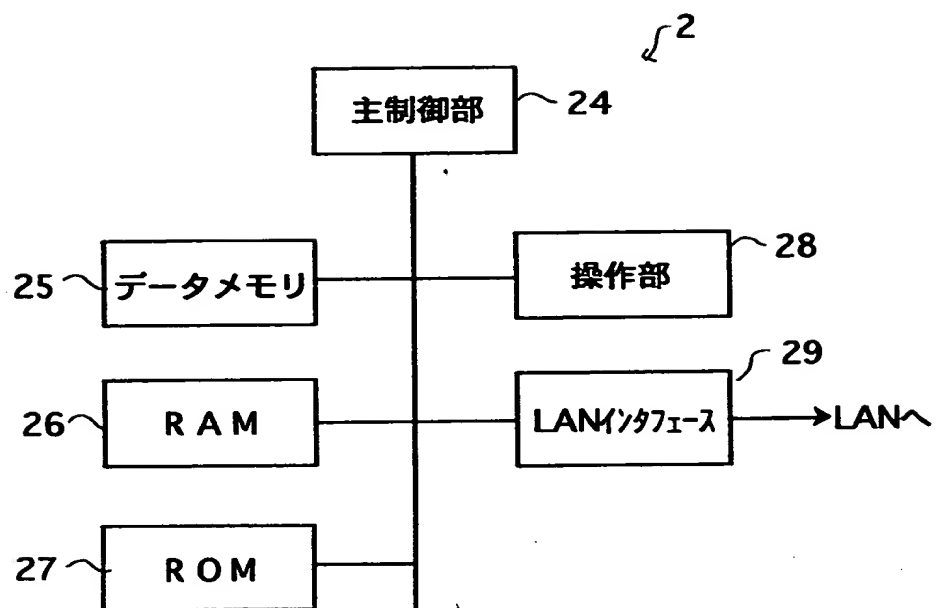 2
主制御部 24
25 データメモリ
操作部 28
26 RAM
LANインタフェース 29
LANへ
27 ROM